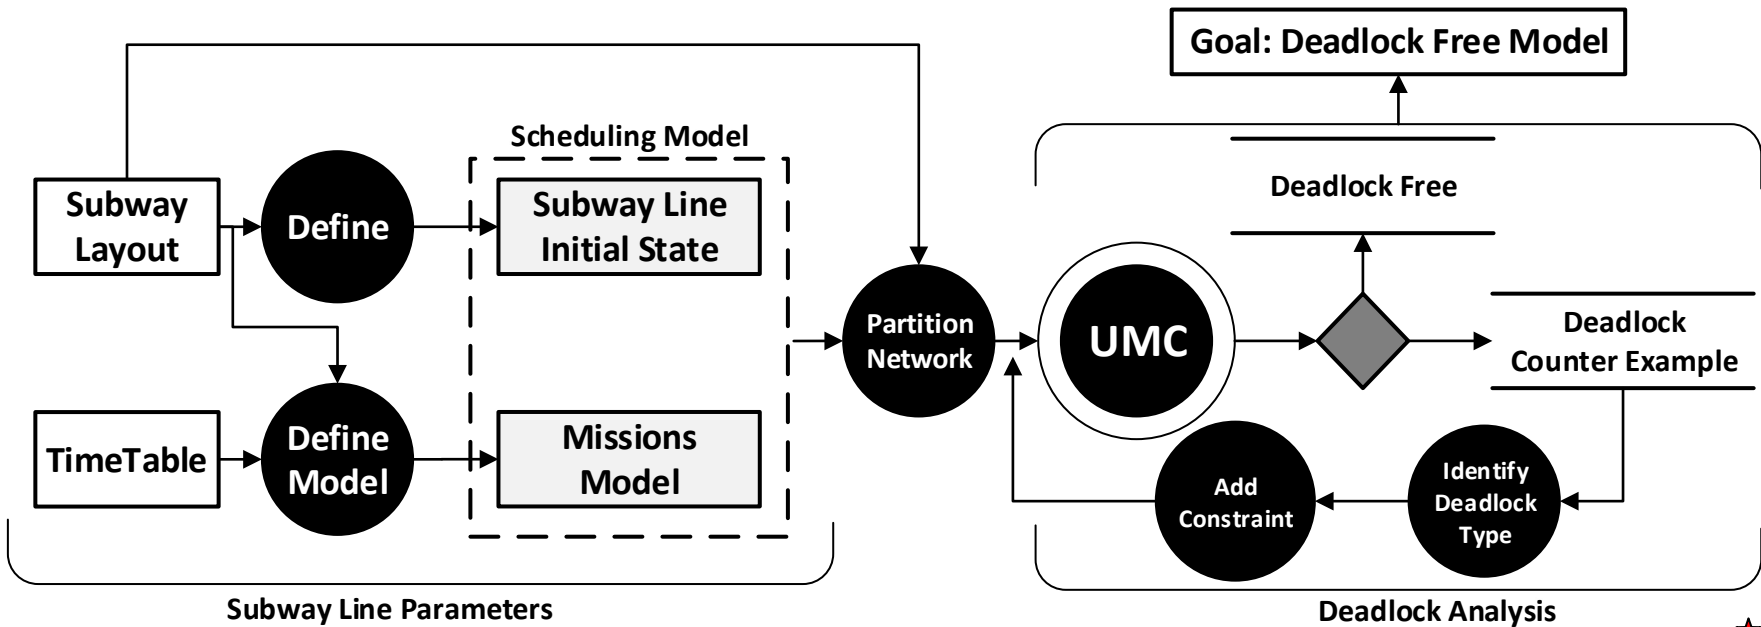 Goal: Deadlock Free Model
Scheduling Model
Subway
Layout
Define
Subway Line
Initial State
Deadlock Free
Partition
Network
UMC
Deadlock
Counter Example
TimeTable
Define
Model
Missions
Model
Add
Constraint
Identify
Deadlock
Type
Subway Line Parameters
Deadlock Analysis